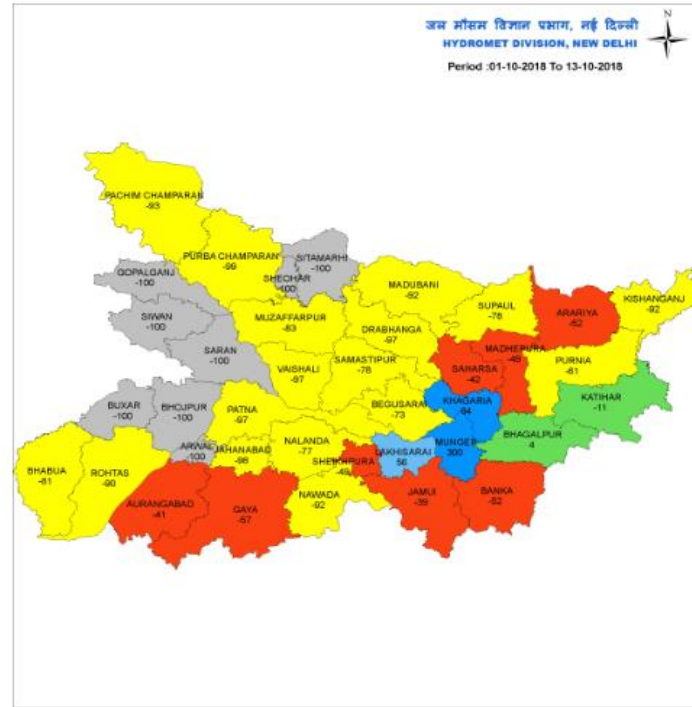 जल मौसम विज्ञान प्रभाग, नई दिल्ली
HYDROMET DIVISION, NEW DELHI
N
Period :01-10-2018 To 13-10-2018
PACHIM CHAMPARAN
-93
PURBA CHAMPARAN
-99
SITAMARHI
-100
SHEOHAR
-100
GOPALGANJ
-100
SIWAN
-100
SARAN
-100
MADUBANI
-92
SUPAUL
-78
ARARIYA
-52
KISHANGANJ
-92
MUZAFFARPUR
-83
DRABHANGA
-97
MADHEPURA
PURNIA
-61
VAISHALI
-97
SAMASTIPUR
-78
SAHARSA
-42
KATIHAR
-11
BUXAR
-100
BHOJPUR
-100
PATNA
-97
BEGUSARAI
-73
KHAGARIA
BHAGALPUR
4
ARWAL
-100
JAHANABAD
-98
NALANDA
-77
SHEIKHPURA
-49
LAKHISARAI
56
MUNGER
300
BHABUA
-81
ROHTAS
-90
AURANGABAD
-41
GAYA
-57
NAWADA
-92
JAMUI
-39
BANKA
-52